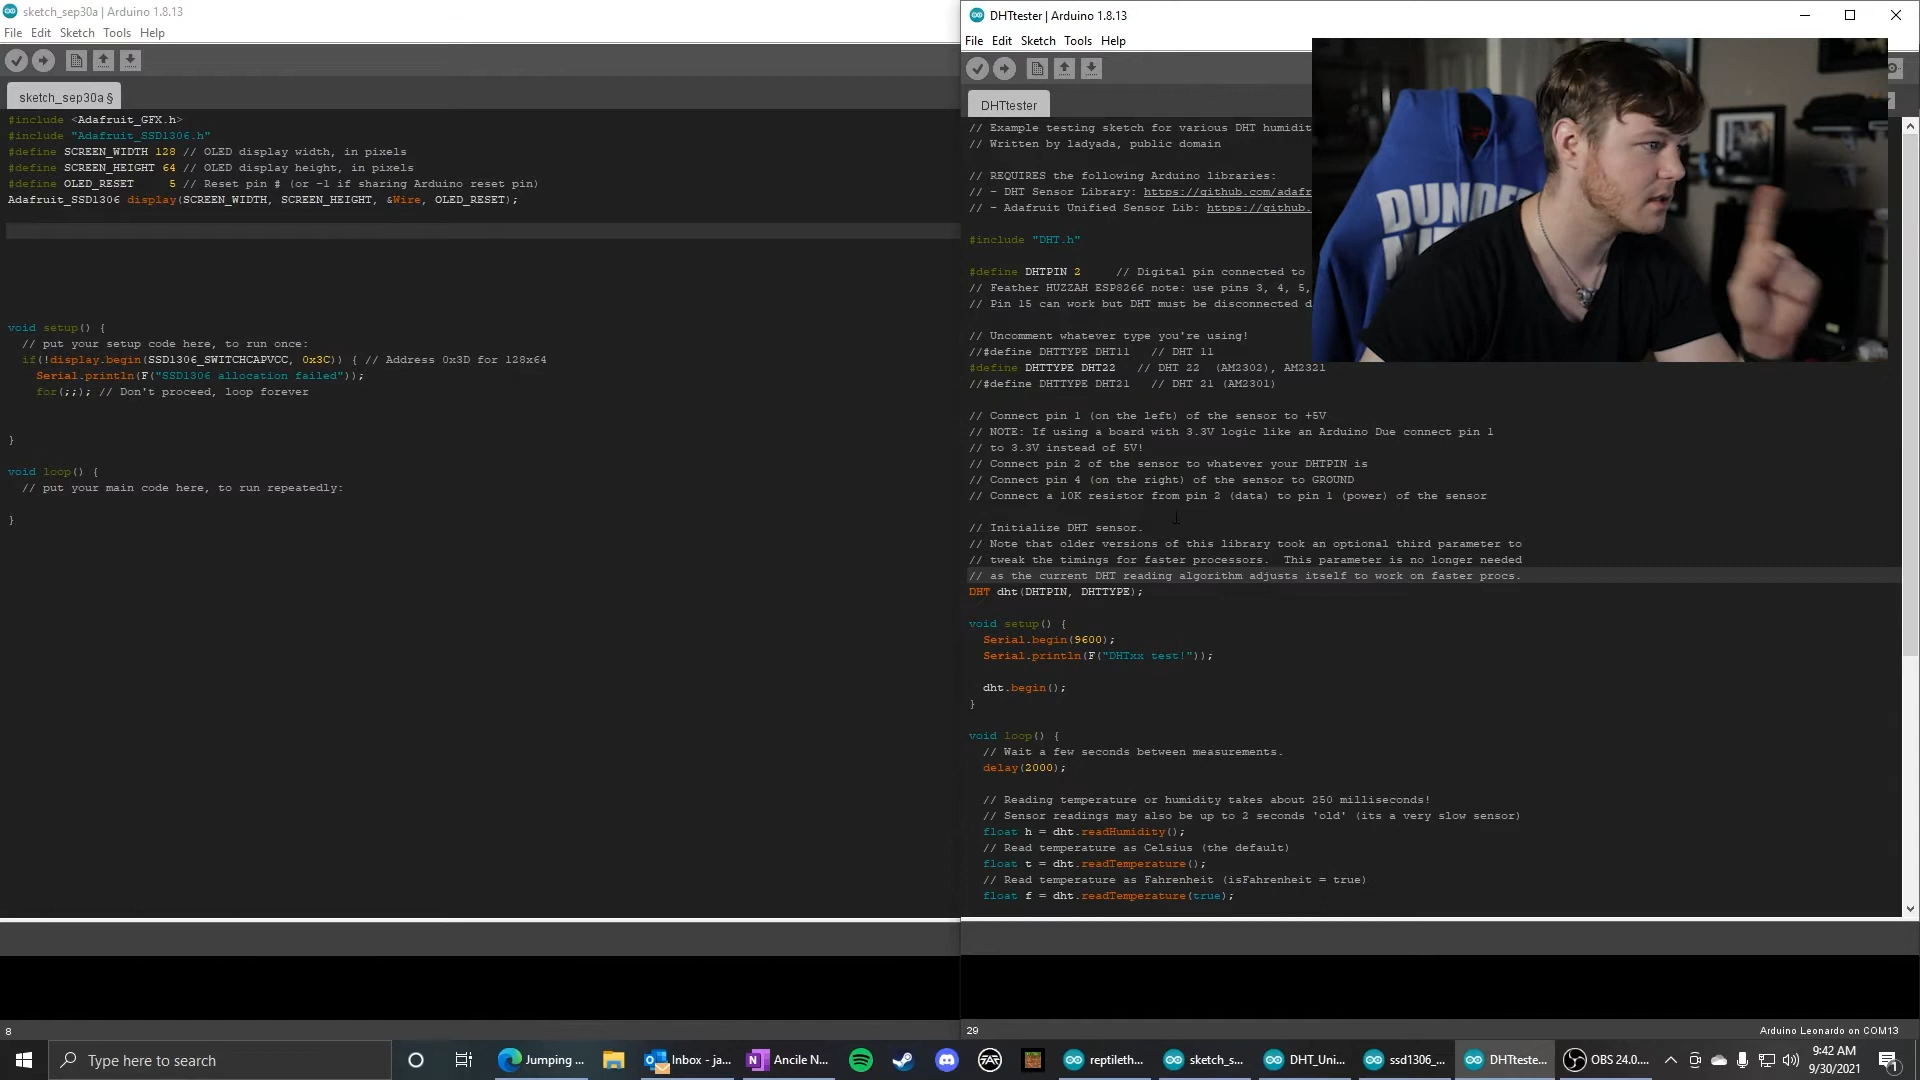 sketch_sep30a | Arduino 1.8.13
File Edit Sketch Tools Help
sketch_sep30a §
#include <Adafruit_GFX.h>
#include "Adafruit_SSD1306.h"
#define SCREEN_WIDTH 128 // OLED display width, in pixels
#define SCREEN_HEIGHT 64 // OLED display height, in pixels
#define OLED_RESET     5 // Reset pin # (or -1 if sharing Arduino reset pin)
Adafruit_SSD1306 display(SCREEN_WIDTH, SCREEN_HEIGHT, &Wire, OLED_RESET);
void setup() {
// put your setup code here, to run once:
if(!display.begin(SSD1306_SWITCHCAPVCC, 0x3C)) { // Address 0x3D for 128x64
Serial.println(F("SSD1306 allocation failed"));
for(;;); // Don't proceed, loop forever
}
void loop() {
// put your main code here, to run repeatedly:
}
8
DHTtester | Arduino 1.8.13
File Edit Sketch Tools Help
DHTtester
// Example testing sketch for various DHT humidit
// Written by ladyada, public domain
// REQUIRES the following Arduino libraries:
// - DHT Sensor Library: https://github.com/adafr
// - Adafruit Unified Sensor Lib: https://github.
#include "DHT.h"
#define DHTPIN 2     // Digital pin connected to
// Feather HUZZAH ESP8266 note: use pins 3, 4, 5,
// Pin 15 can work but DHT must be disconnected d
// Uncomment whatever type you're using!
//#define DHTTYPE DHT11   // DHT 11
#define DHTTYPE DHT22   // DHT 22  (AM2302), AM2321
//#define DHTTYPE DHT21   // DHT 21 (AM2301)
// Connect pin 1 (on the left) of the sensor to +5V
// NOTE: If using a board with 3.3V logic like an Arduino Due connect pin 1
// to 3.3V instead of 5V!
// Connect pin 2 of the sensor to whatever your DHTPIN is
// Connect pin 4 (on the right) of the sensor to GROUND
// Connect a 10K resistor from pin 2 (data) to pin 1 (power) of the sensor
// Initialize DHT sensor.
// Note that older versions of this library took an optional third parameter to
// tweak the timings for faster processors.  This parameter is no longer needed
// as the current DHT reading algorithm adjusts itself to work on faster procs.
DHT dht(DHTPIN, DHTTYPE);
void setup() {
Serial.begin(9600);
Serial.println(F("DHTxx test!"));
dht.begin();
}
void loop() {
// Wait a few seconds between measurements.
delay(2000);
// Reading temperature or humidity takes about 250 milliseconds!
// Sensor readings may also be up to 2 seconds 'old' (its a very slow sensor)
float h = dht.readHumidity();
// Read temperature as Celsius (the default)
float t = dht.readTemperature();
// Read temperature as Fahrenheit (isFahrenheit = true)
float f = dht.readTemperature(true);
29
Arduino Leonardo on COM13
Type here to search
Jumping ...
Inbox - ja...
Ancile N...
reptileth...
sketch_s...
DHT_Uni...
ssd1306_...
DHTteste...
OBS 24.0....
9:42 AM
9/30/2021
1